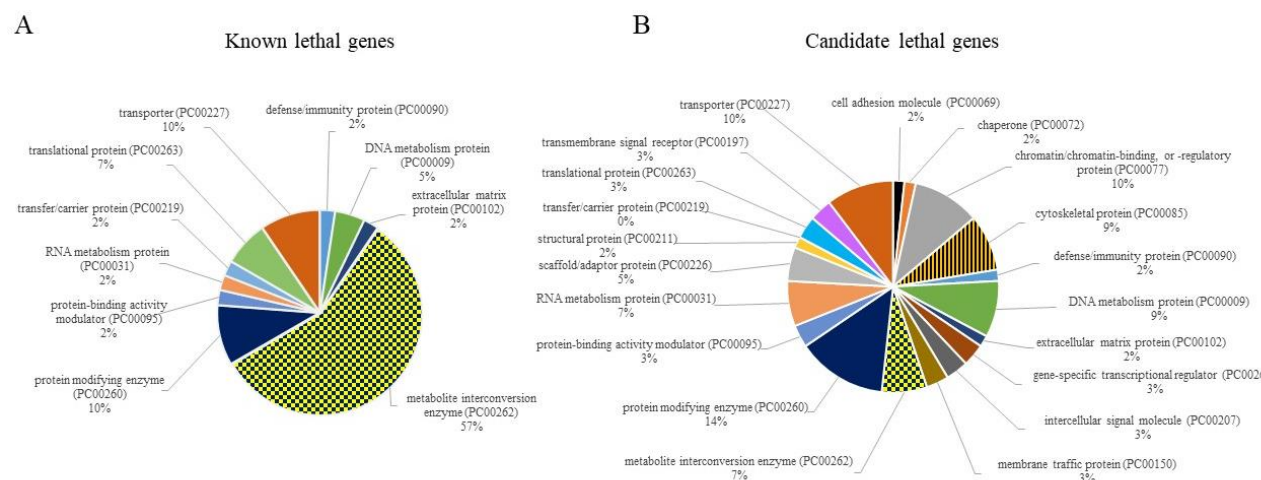 A
Known lethal genes
transporter (PC00227)
10%
defense/immunity protein (PC00090)
2%
DNA metabolism protein
(PC00009)
5%
extracellular matrix
protein (PC00102)
2%
metabolite interconversion
enzyme (PC00262)
57%
protein modifying enzyme
(PC00260)
10%
protein-binding activity
modulator (PC00095)
2%
RNA metabolism protein
(PC00031)
2%
transfer/carrier protein (PC00219)
2%
translational protein (PC00263)
7%
B
Candidate lethal genes
transporter (PC00227)
10%
cell adhesion molecule (PC00069)
2%
chaperone (PC00072)
2%
chromatin/chromatin-binding, or -regulatory
protein (PC00077)
10%
cytoskeletal protein (PC00085)
9%
defense/immunity protein (PC00090)
2%
DNA metabolism protein (PC00009)
9%
extracellular matrix protein (PC00102)
2%
gene-specific transcriptional regulator
3%
intercellular signal molecule (PC00207)
3%
membrane traffic protein (PC00150)
3%
metabolite interconversion enzyme (PC00262)
7%
protein modifying enzyme (PC00260)
14%
protein-binding activity modulator (PC00095)
3%
RNA metabolism protein (PC00031)
7%
scaffold/adaptor protein (PC00226)
5%
structural protein (PC00211)
2%
transfer/carrier protein (PC00219)
0%
translational protein (PC00263)
3%
transmembrane signal receptor (PC00197)
3%